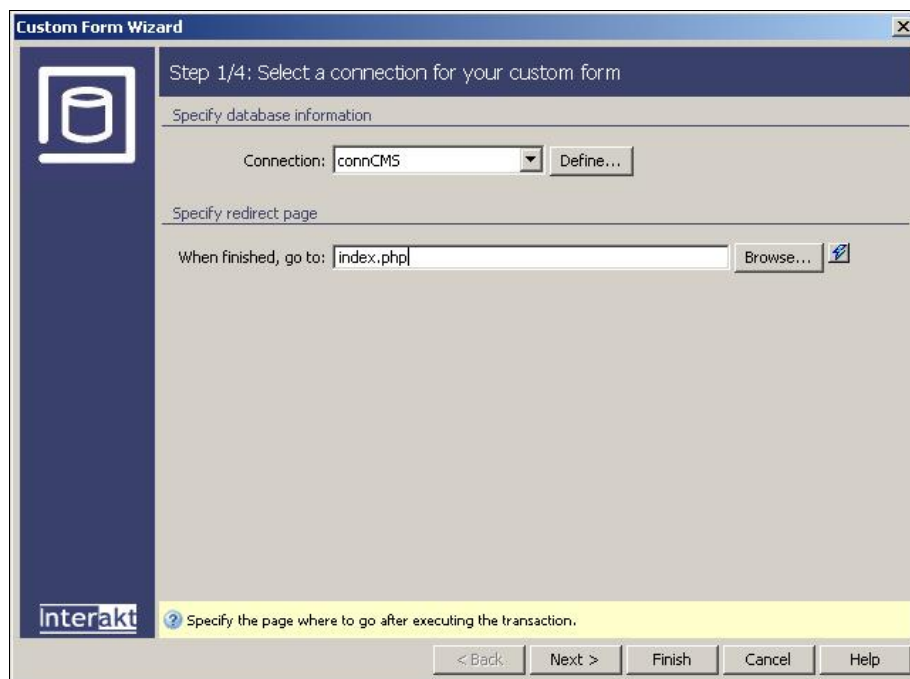 Custom Form Wizard
Step 1/4: Select a connection for your custom form
Specify database information
Connection: connCMS Define...
Specify redirect page
When finished, go to: index.php Browse...
Interakt
Specify the page where to go after executing the transaction.
< Back Next > Finish Cancel Help